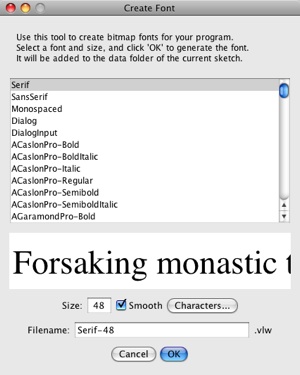 Create Font
Use this tool to create bitmap fonts for your program.
Select a font and size, and click 'OK' to generate the font.
It will be added to the data folder of the current sketch.
Serif
SansSerif
Monospaced
Dialog
DialogInput
ACaslonPro-Bold
ACaslonPro-BoldItalic
ACaslonPro-Italic
ACaslonPro-Regular
ACaslonPro-Semibold
ACaslonPro-SemiboldItalic
AGaramondPro-Bold
Forsaking monastic t
Size: 48 Smooth Characters...
Filename: Serif-48 .vlw
Cancel OK